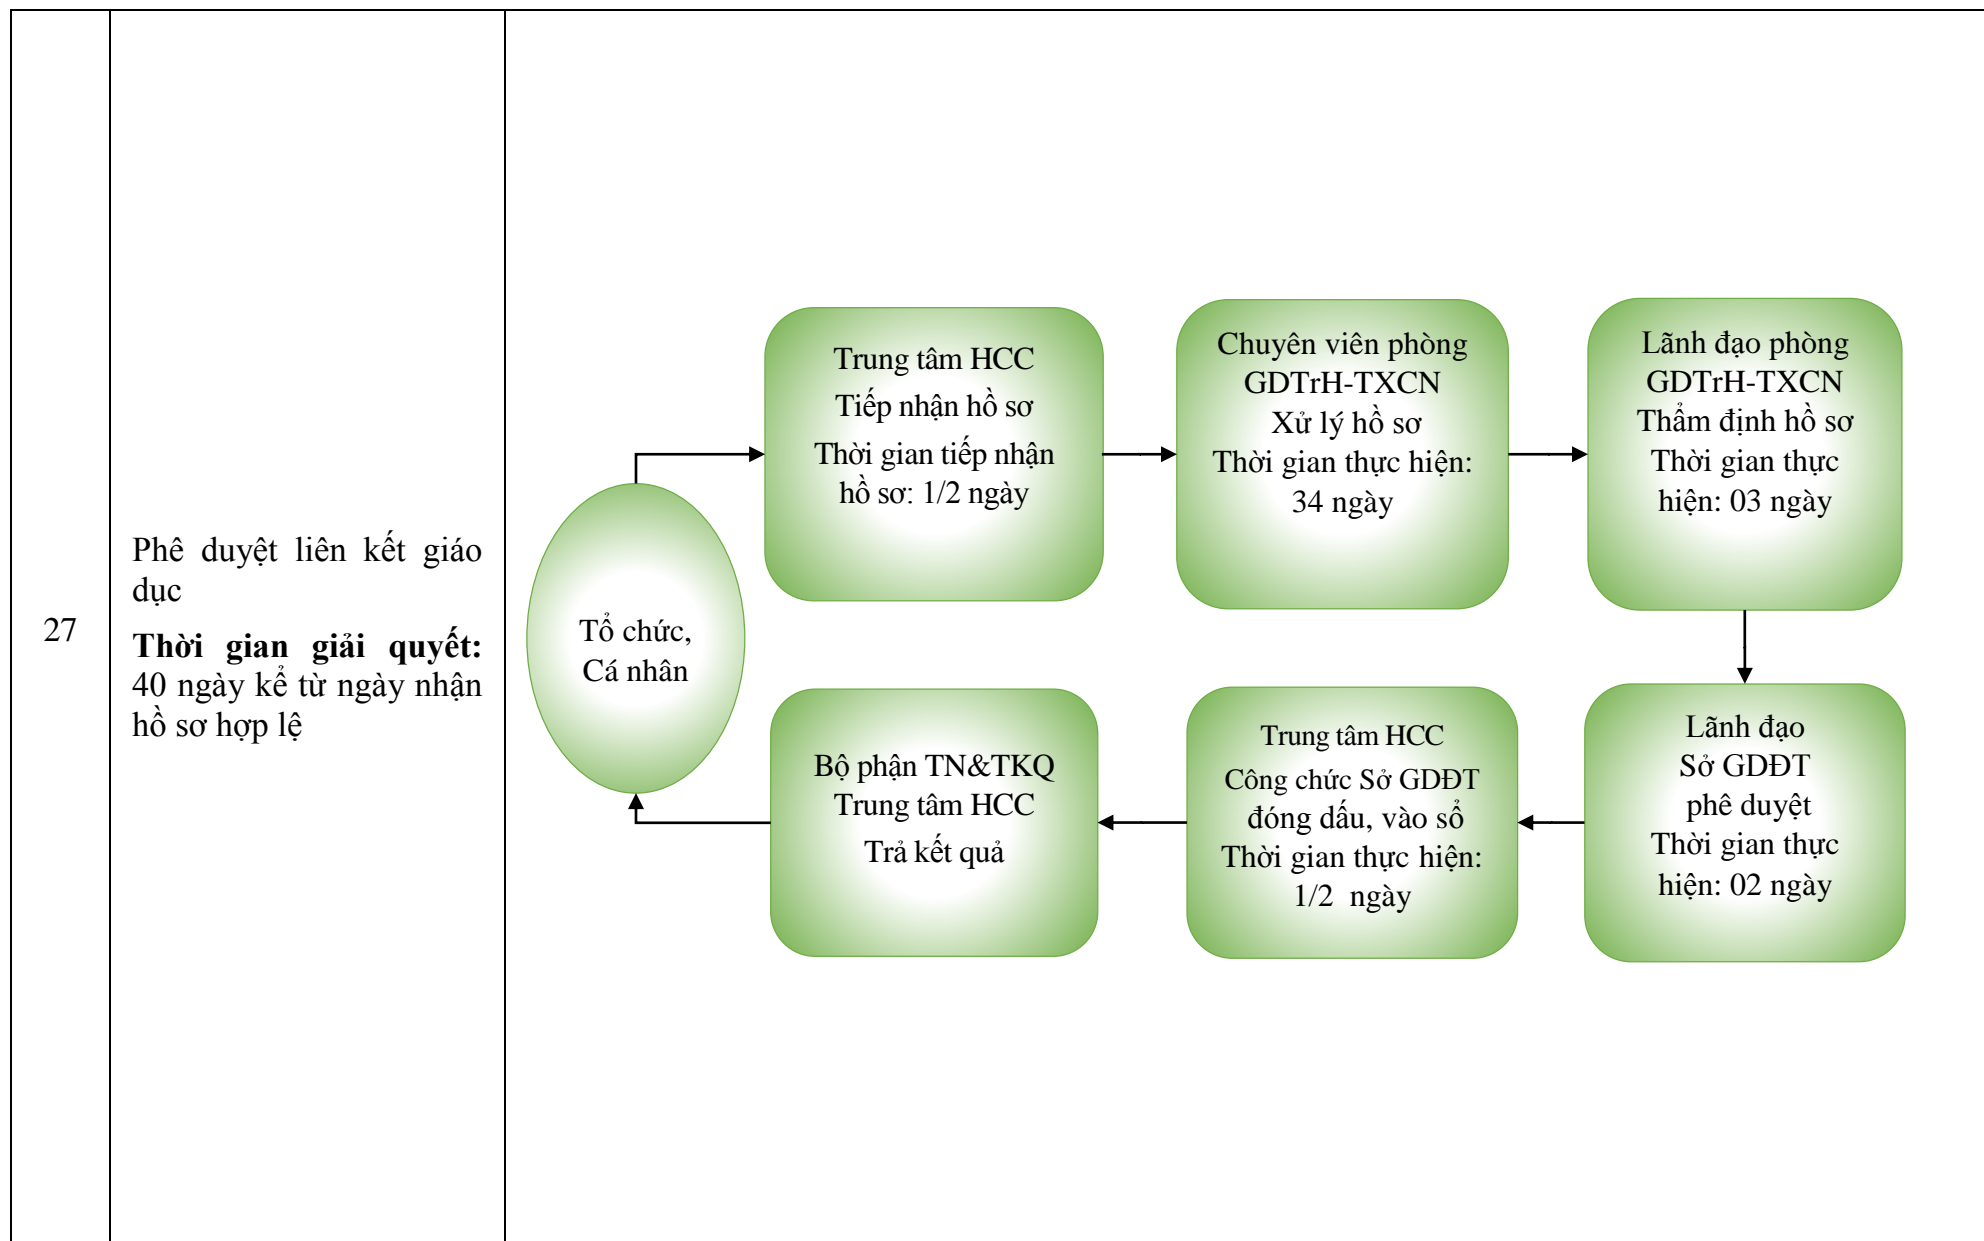 27
Phê duyệt liên kết giáo
dục
Thời gian giải quyết:
40 ngày kể từ ngày nhận
hồ sơ hợp lệ
Tổ chức,
Cá nhân
Trung tâm HCC
Tiếp nhận hồ sơ
Thời gian tiếp nhận
hồ sơ: 1/2 ngày
Chuyên viên phòng
GDTrH-TXCN
Xử lý hồ sơ
Thời gian thực hiện:
34 ngày
Lãnh đạo phòng
GDTrH-TXCN
Thẩm định hồ sơ
Thời gian thực
hiện: 03 ngày
Lãnh đạo
Sở GDĐT
phê duyệt
Thời gian thực
hiện: 02 ngày
Trung tâm HCC
Công chức Sở GDĐT
đóng dấu, vào sổ
Thời gian thực hiện:
1/2 ngày
Bộ phận TN&TKQ
Trung tâm HCC
Trả kết quả